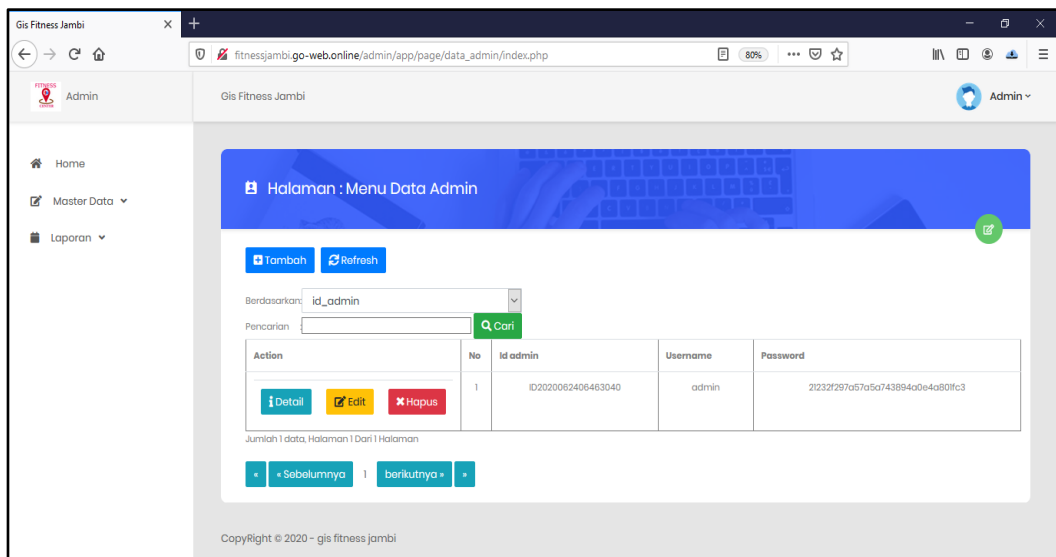 Gis Fitness Jambi
fitnessjambi.go-web.online/admin/app/page/data_admin/index.php
80%
FITNESS
CENTER
Admin
Gis Fitness Jambi
Admin
Home
Master Data
Laporan
Halaman : Menu Data Admin
Tambah
Refresh
Berdasarkan:
id_admin
Pencarian :
Cari
Action No Id admin Username Password
Detail Edit Hapus 1 ID2020062406463040 admin 21232f297a57a5a743894a0e4a801fc3
Jumlah 1 data, Halaman 1 Dari 1 Halaman
« « Sebelumnya 1 berikutnya » »
CopyRight © 2020 - gis fitness jambi